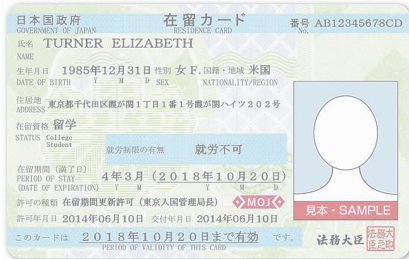 日本国政府 在留カード 番号 AB12345678CD
GOVERNMENT OF JAPAN RESIDENCE CARD No.
氏名 TURNER ELIZABETH
NAME
生年月日 1985年12月31日 性別 女 F. 国籍・地域 米国
DATE OF BIRTH Y M D SEX NATIONALITY/REGION
住居地 東京都千代田区霞が関1丁目1番1号霞が関ハイツ202号
ADDRESS
在留資格 留学
STATUS College Student
就労制限の有無 就労不可
在留期間(満了日) 4年3月(2018年10月20日)
PERIOD OF STAY
(DATE OF EXPIRATION) Y M Y M D
許可の種類 在留期間更新許可(東京入国管理局長) MOJ
見本・SAMPLE
許可年月日 2014年06月10日 交付年月日 2014年06月10日
このカードは 2018年10月20日まで有効 です。
PERIOD OF VALIDITY OF THIS CARD
法務大臣